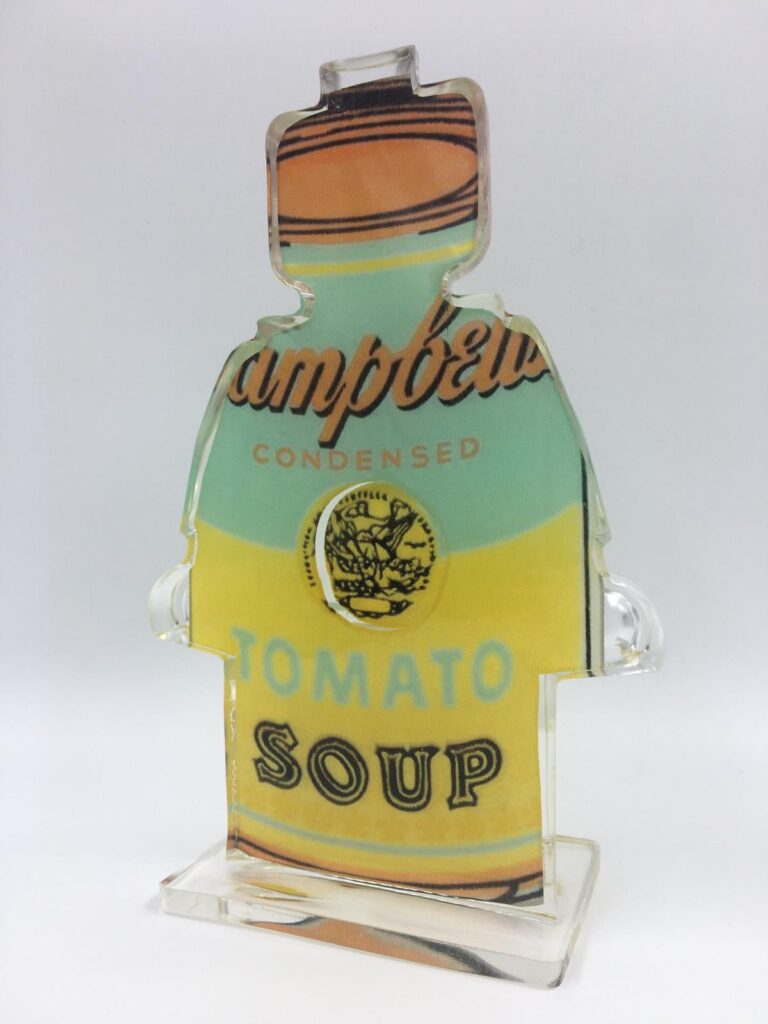 ampbell
CONDENSED
TOMATO
SOUP